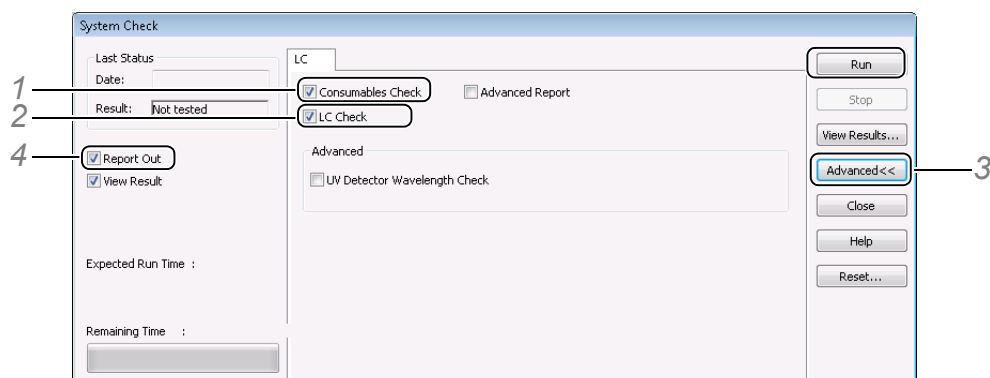 System Check
Last Status
Date:
Result: Not tested
Report Out
View Result
Expected Run Time :
Remaining Time :
LC
Consumables Check
Advanced Report
LC Check
Advanced
UV Detector Wavelength Check
Run
Stop
View Results...
Advanced<<
Close
Help
Reset...
1
2
4
3